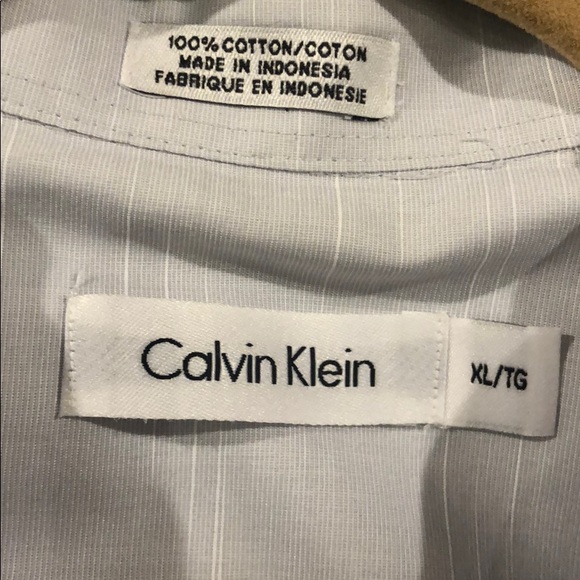 100% COTTON/COTON
MADE IN INDONESIA
FABRIQUE EN INDONESIE
Calvin Klein
XL/TG